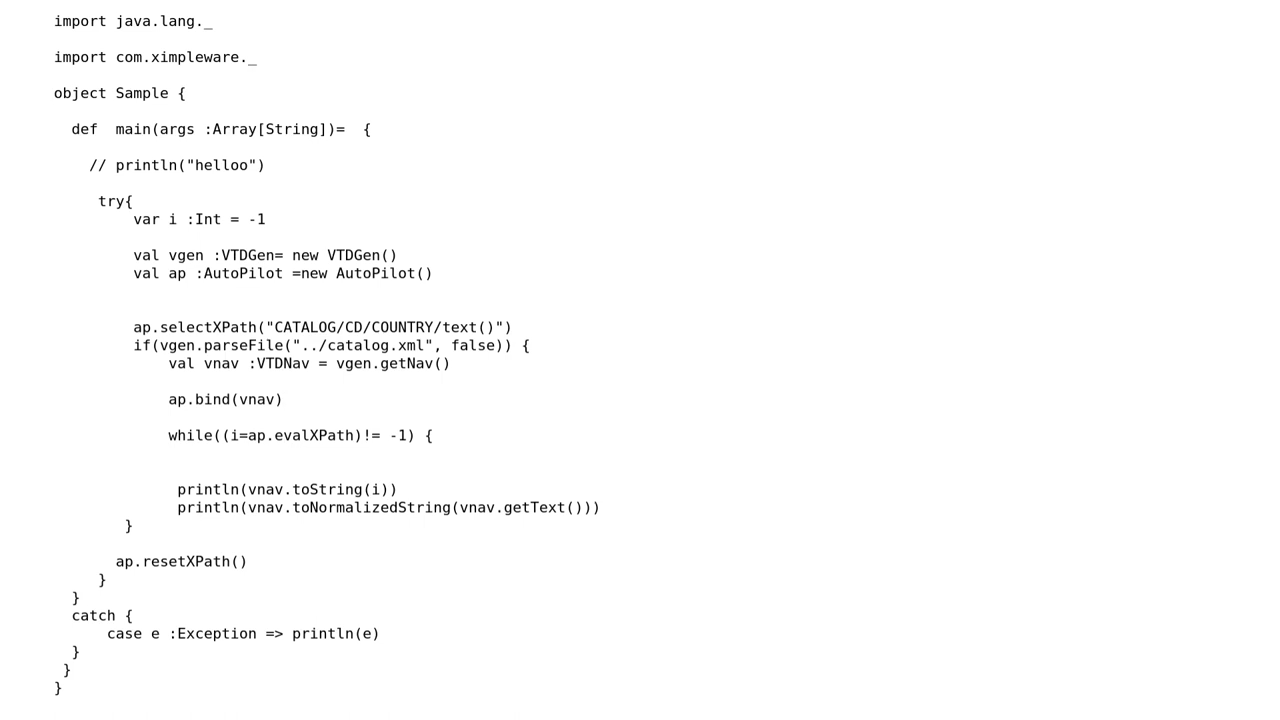 import java.lang._
import com.ximpleware._
object Sample {
def  main(args :Array[String])=  {
// println("helloo")
try{
var i :Int = -1
val vgen :VTDGen= new VTDGen()
val ap :AutoPilot =new AutoPilot()
ap.selectXPath("CATALOG/CD/COUNTRY/text()")
if(vgen.parseFile("../catalog.xml", false)) {
val vnav :VTDNav = vgen.getNav()
ap.bind(vnav)
while((i=ap.evalXPath)!= -1) {
println(vnav.toString(i))
println(vnav.toNormalizedString(vnav.getText()))
}
ap.resetXPath()
}
}
catch {
case e :Exception => println(e)
}
}
}